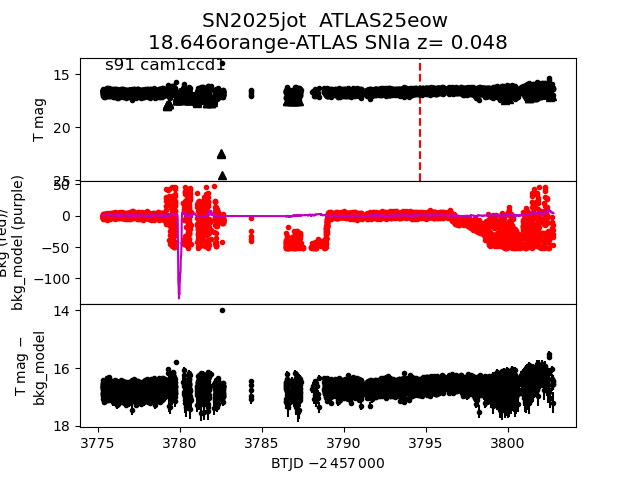 SN2025jot ATLAS25eow
18.646orange-ATLAS SNIa z= 0.048
s91 cam1ccd1
15
20
25
T mag
50
0
−50
−100
Bkg (red)/
bkg_model (purple)
14
16
18
T mag −
bkg_model
3775 3780 3785 3790 3795 3800
BTJD −2 457 000